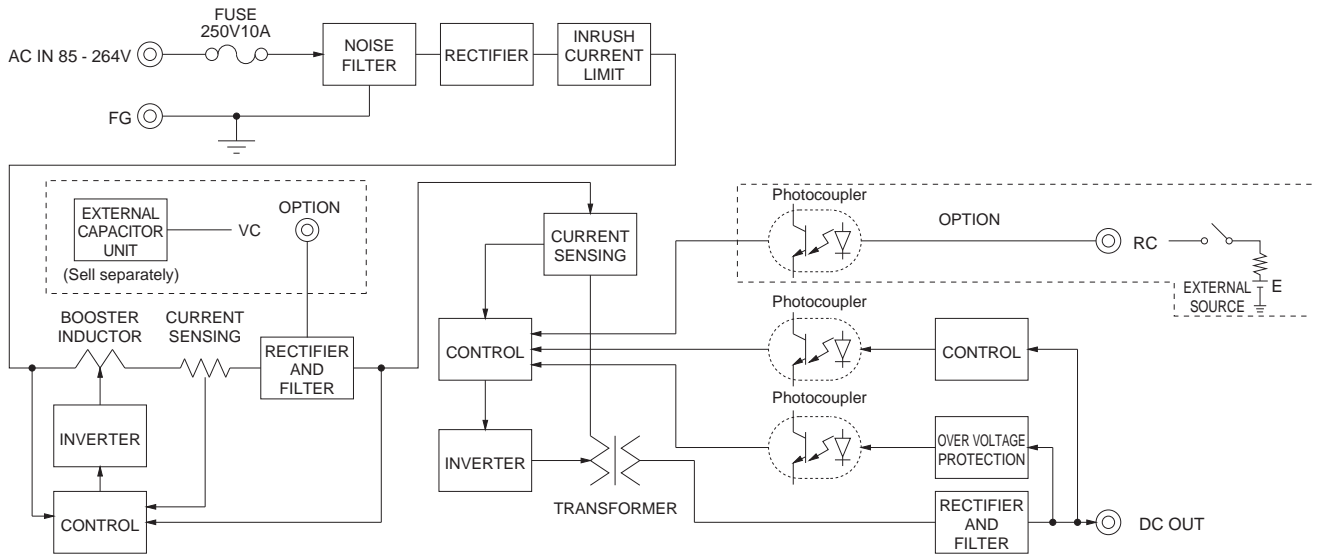 FUSE
250V10A
AC IN 85 - 264V
NOISE
FILTER
RECTIFIER
INRUSH
CURRENT
LIMIT
FG
EXTERNAL
CAPACITOR
UNIT
(Sell separately)
VC
OPTION
CURRENT
SENSING
Photocoupler
OPTION
RC
EXTERNAL
SOURCE
E
BOOSTER
INDUCTOR
CURRENT
SENSING
RECTIFIER
AND
FILTER
CONTROL
Photocoupler
CONTROL
INVERTER
CONTROL
INVERTER
TRANSFORMER
Photocoupler
OVER VOLTAGE
PROTECTION
RECTIFIER
AND
FILTER
DC OUT